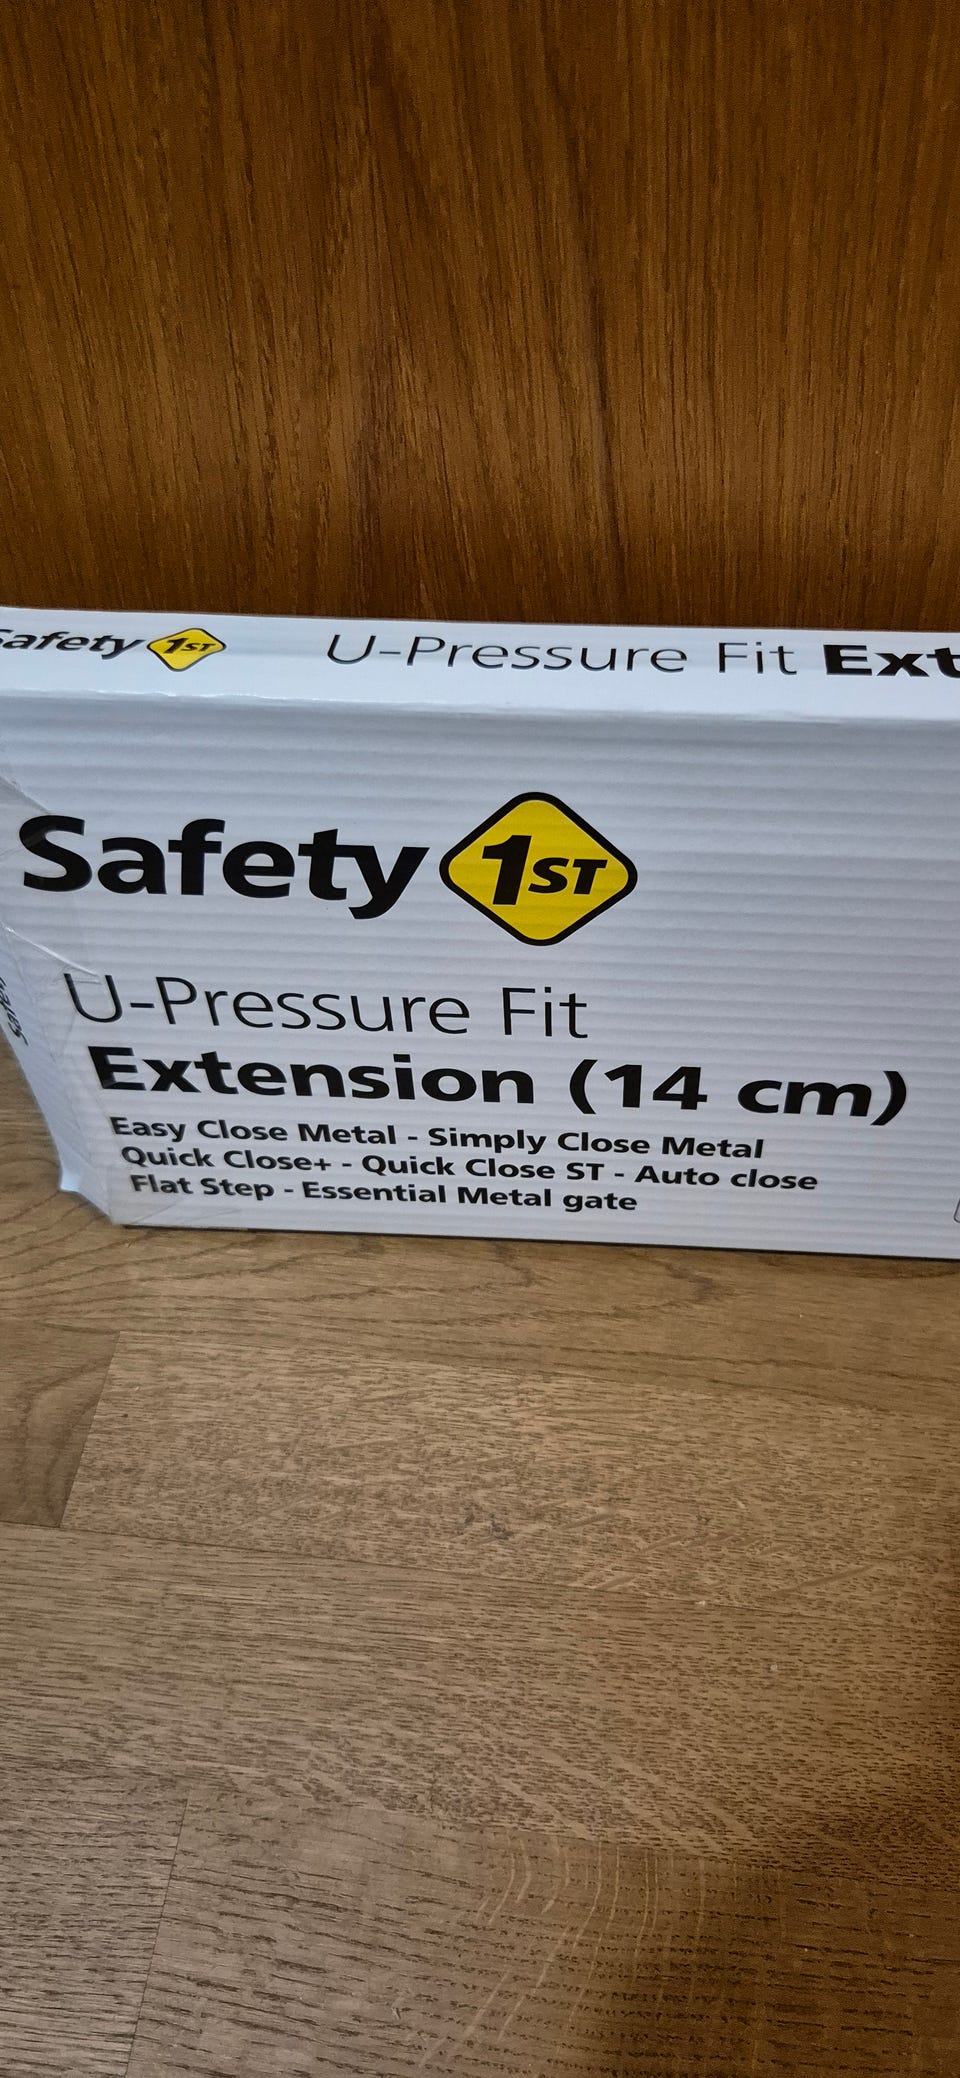 Safety 1ST U-Pressure Fit Ext
Safety 1ST
U-Pressure Fit
Extension (14 cm)
Easy Close Metal - Simply Close Metal
Quick Close+ - Quick Close ST - Auto close
Flat Step - Essential Metal gate